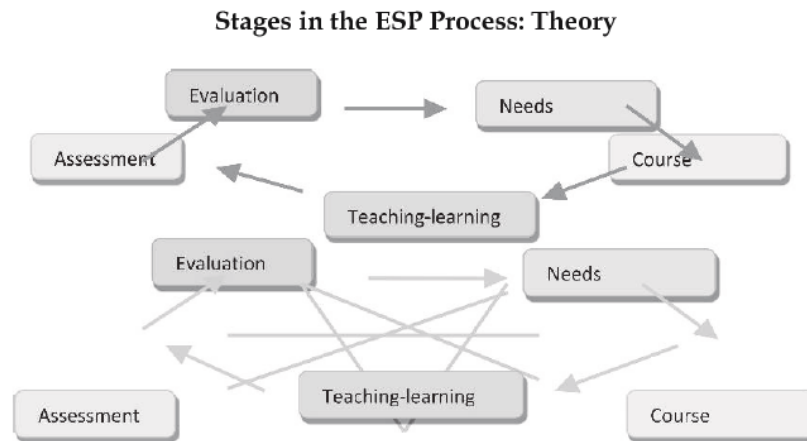 Stages in the ESP Process: Theory
Evaluation
Needs
Assessment
Course
Teaching-learning
Evaluation
Needs
Teaching-learning
Assessment
Course